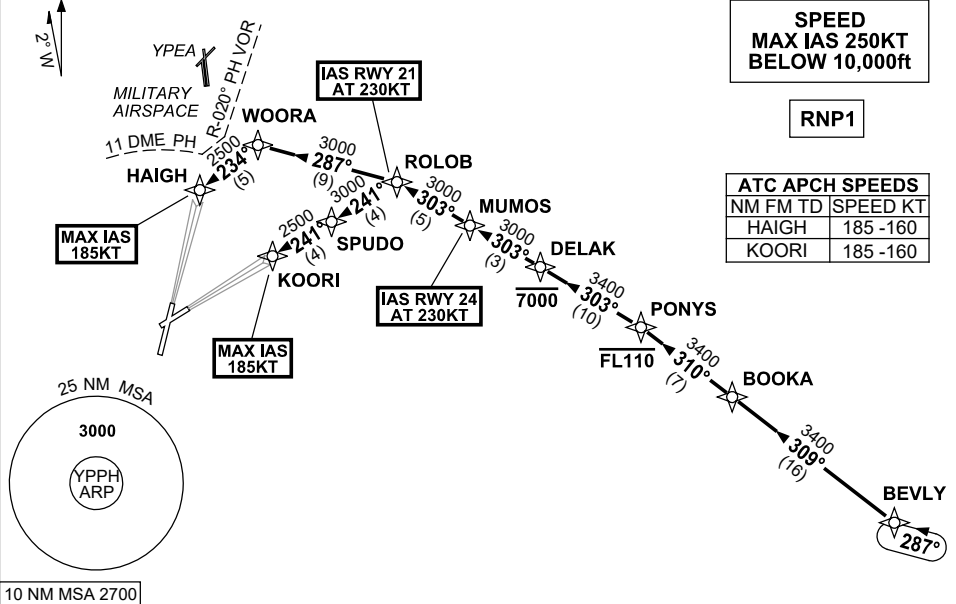 SPEED
MAX IAS 250KT
BELOW 10,000ft
RNP1
ATC APCH SPEEDS
NM FM TD SPEED KT
HAIGH 185 -160
KOORI 185 -160
2° W
YPEA
MILITARY
AIRSPACE
R-020° PH VOR
11 DME PH
IAS RWY 21
AT 230KT
WOORA
2500
234°
(5)
HAIGH
MAX IAS
185KT
3000
287°
(9)
ROLOB
3000
241°
(4)
SPUDO
2500
241°
(4)
KOORI
MAX IAS
185KT
3000
303°
(5)
MUMOS
IAS RWY 24
AT 230KT
3000
303°
(3)
DELAK
7000
3400
303°
(10)
PONYS
FL110
3400
310°
(7)
BOOKA
3400
309°
(16)
BEVLY
287°
25 NM MSA
3000
YPPH
ARP
10 NM MSA 2700